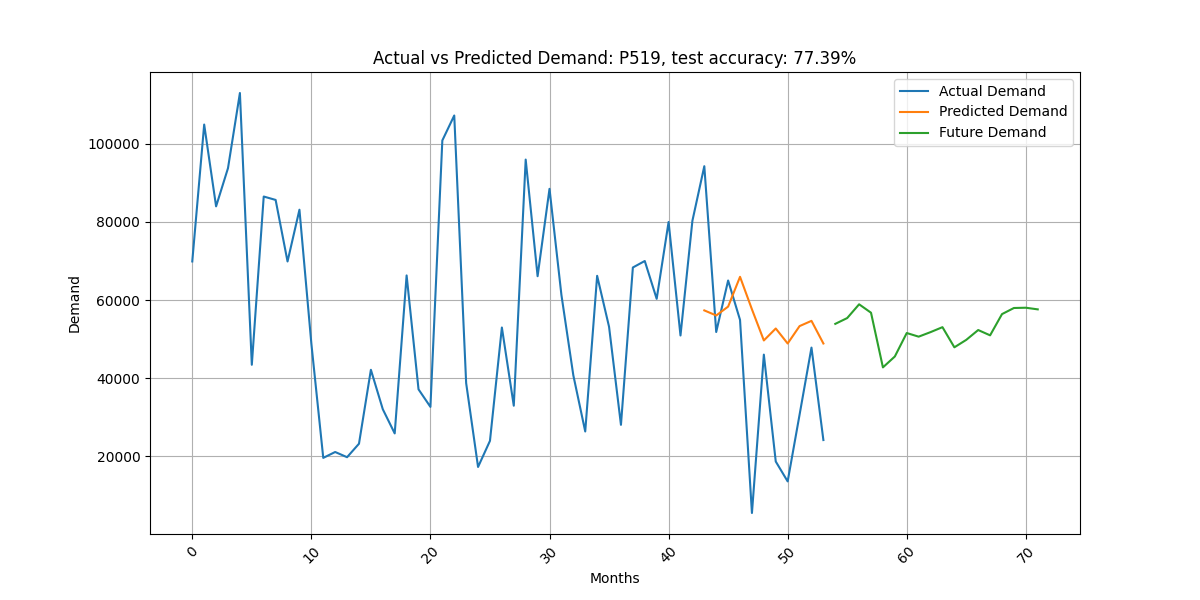 Actual vs Predicted Demand: P519, test accuracy: 77.39%
Actual Demand
Predicted Demand
Future Demand
100000
80000
60000
40000
20000
Demand
0
10
20
30
40
50
60
70
Months